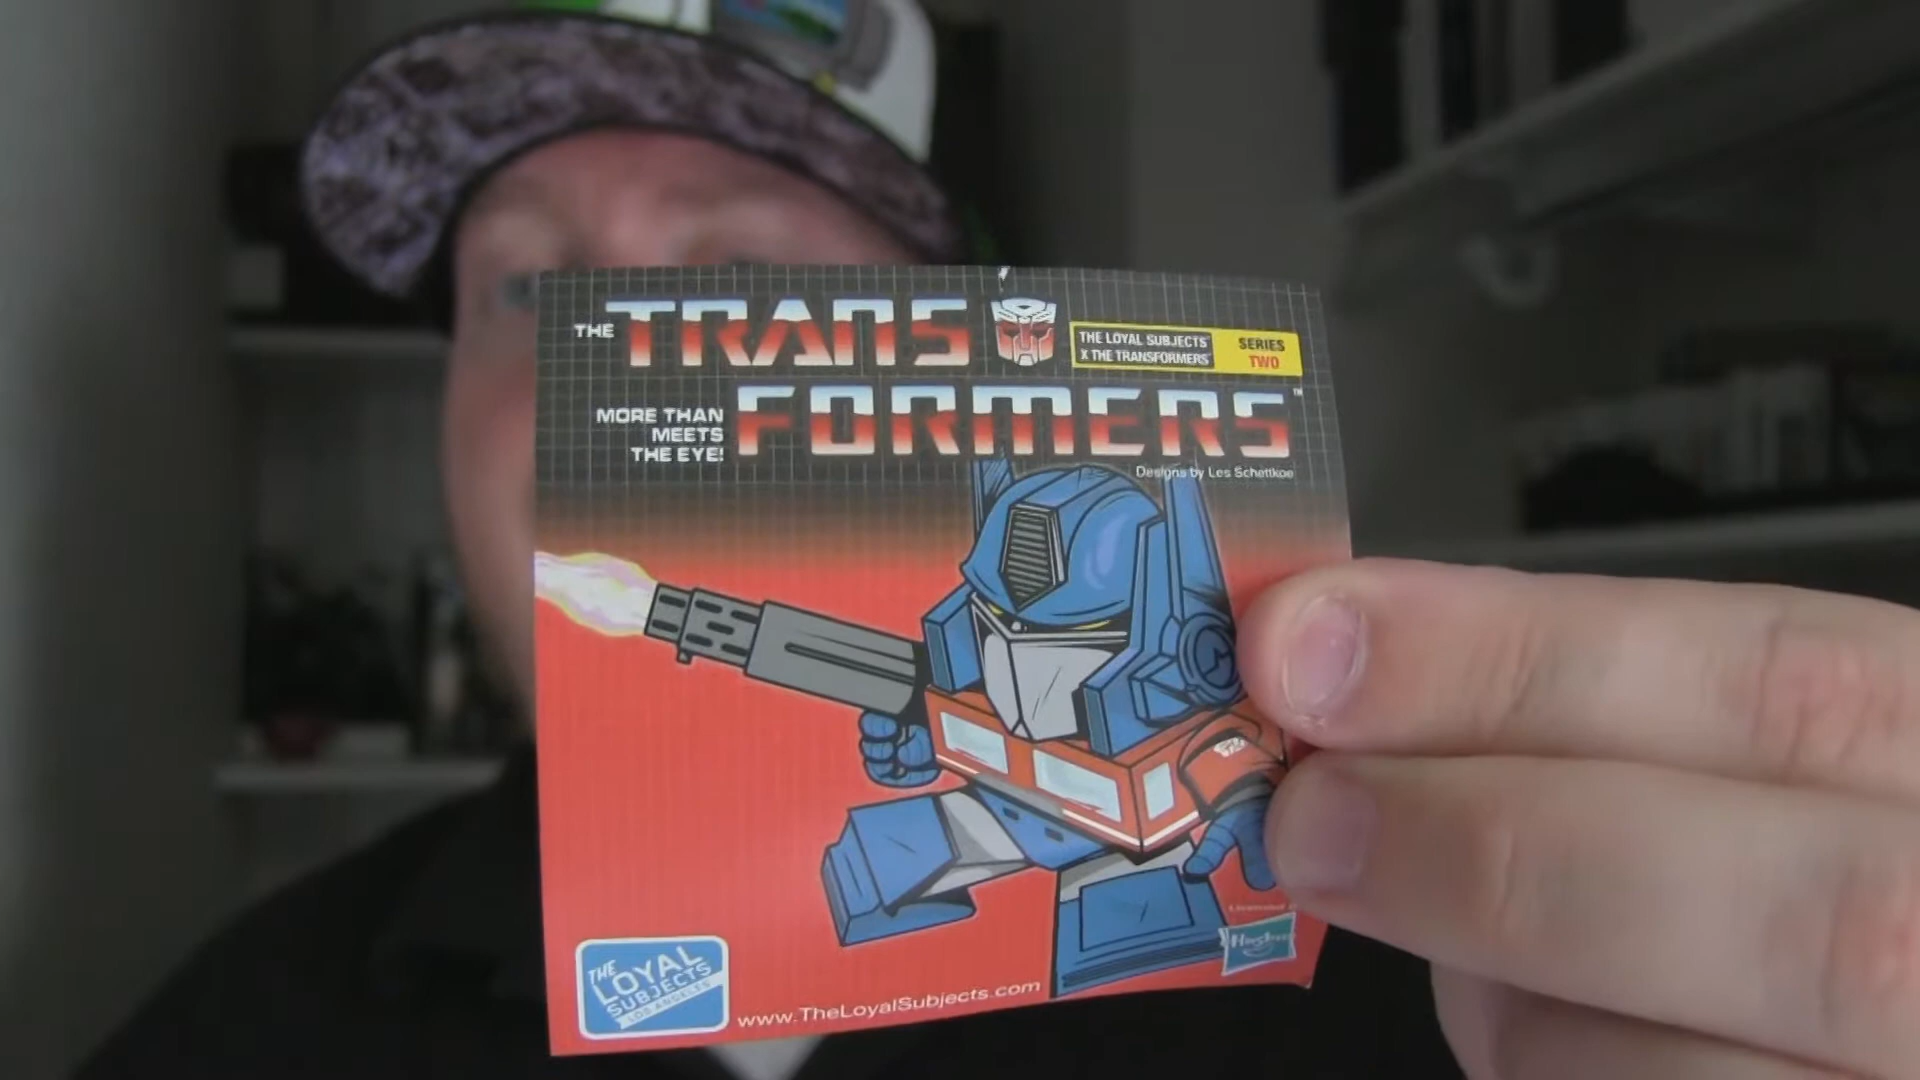 THE TRANS
FORMERS™
THE LOYAL SUBJECTS
X THE TRANSFORMERS
SERIES
TWO
MORE THAN
MEETS
THE EYE!
Designs by Les Schettkoe
THE
LOYAL
SUBJECTS
LOS ANGELES
www.TheLoyalSubjects.com
Hasbro